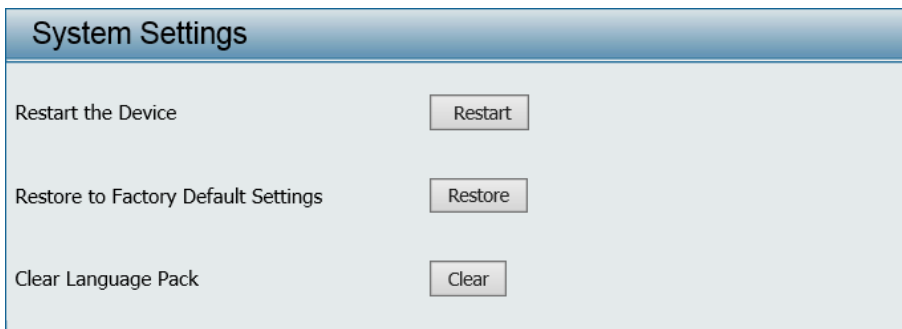 System Settings
Restart the Device Restart
Restore to Factory Default Settings Restore
Clear Language Pack Clear